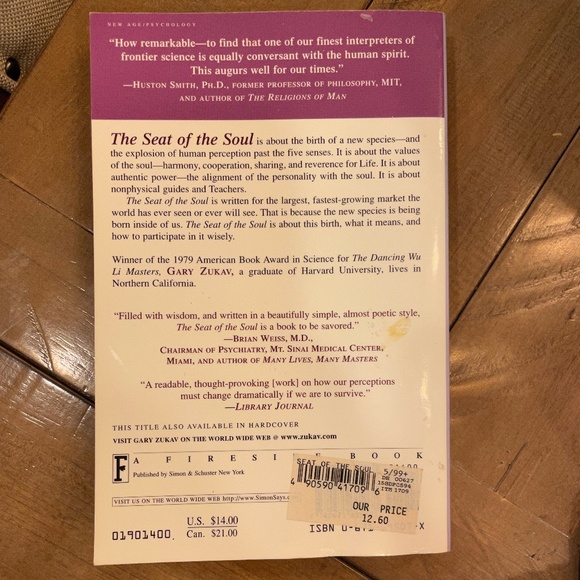 NEW AGE/PSYCHOLOGY
“How remarkable—to find that one of our finest interpreters of
frontier science is equally conversant with the human spirit.
This augurs well for our times.”
—HUSTON SMITH, PH.D., FORMER PROFESSOR OF PHILOSOPHY, MIT,
AND AUTHOR OF THE RELIGIONS OF MAN
The Seat of the Soul is about the birth of a new species—and
the explosion of human perception past the five senses. It is about the values
of the soul—harmony, cooperation, sharing, and reverence for Life. It is about
authentic power—the alignment of the personality with the soul. It is about
nonphysical guides and Teachers.
The Seat of the Soul is written for the largest, fastest-growing market the
world has ever seen or ever will see. That is because the new species is being
born inside of us. The Seat of the Soul is about this birth, what it means, and
how to participate in it wisely.
Winner of the 1979 American Book Award in Science for The Dancing Wu
Li Masters, GARY ZUKAV, a graduate of Harvard University, lives in
Northern California.
“Filled with wisdom, and written in a beautifully simple, almost poetic style,
The Seat of the Soul is a book to be savored.”
—BRIAN WEISS, M.D.,
CHAIRMAN OF PSYCHIATRY, MT. SINAI MEDICAL CENTER,
MIAMI, AND AUTHOR OF MANY LIVES, MANY MASTERS
“A readable, thought-provoking [work] on how our perceptions
must change dramatically if we are to survive.”
—LIBRARY JOURNAL
THIS TITLE ALSO AVAILABLE IN HARDCOVER
VISIT GARY ZUKAV ON THE WORLD WIDE WEB @ www.zukav.com
F A FIRESIDE BOOK
Published by Simon & Schuster New York
VISIT US ON THE WORLD WIDE WEB http://www.SimonSays.
U.S. $14.00
01901400 Can. $21.00
SEAT OF THE SOUL 5/99+
DR 00627
ISBDPCS94
ITM 1709
4 90590 41709 6
OUR PRICE
12.60
ISBN 0-67 -X